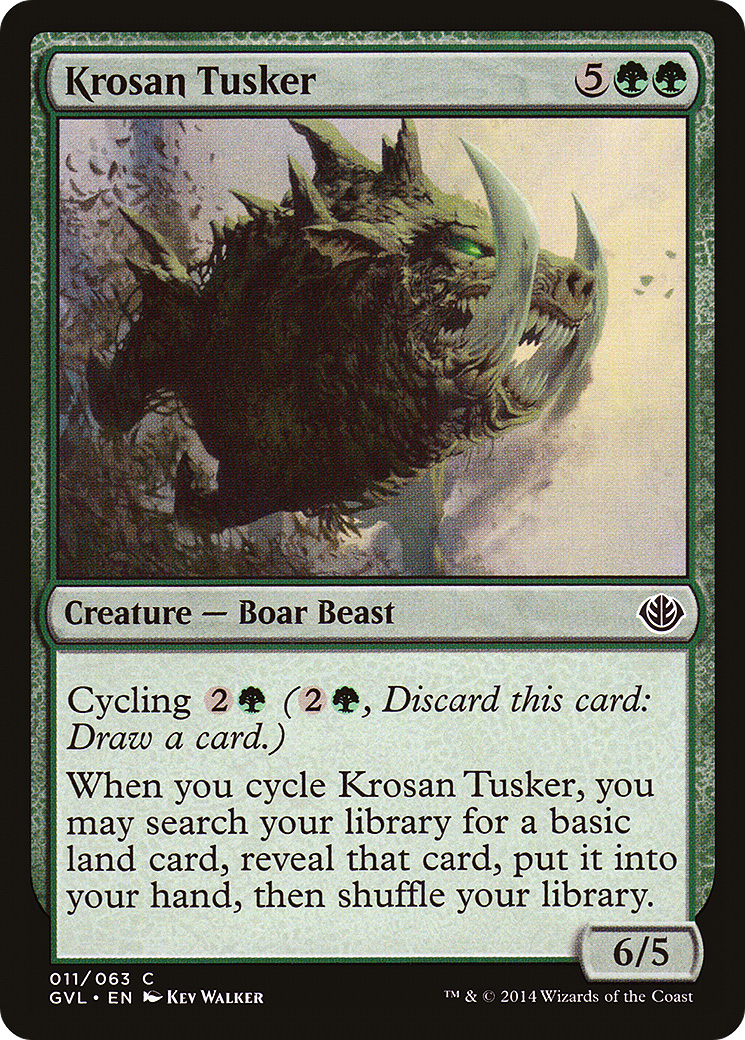 Krosan Tusker 5
Creature — Boar Beast
Cycling 2 (2, Discard this card:
Draw a card.)
When you cycle Krosan Tusker, you
may search your library for a basic
land card, reveal that card, put it into
your hand, then shuffle your library.
6/5
011/063 C
GVL • EN Kev Walker
™ & © 2014 Wizards of the Coast